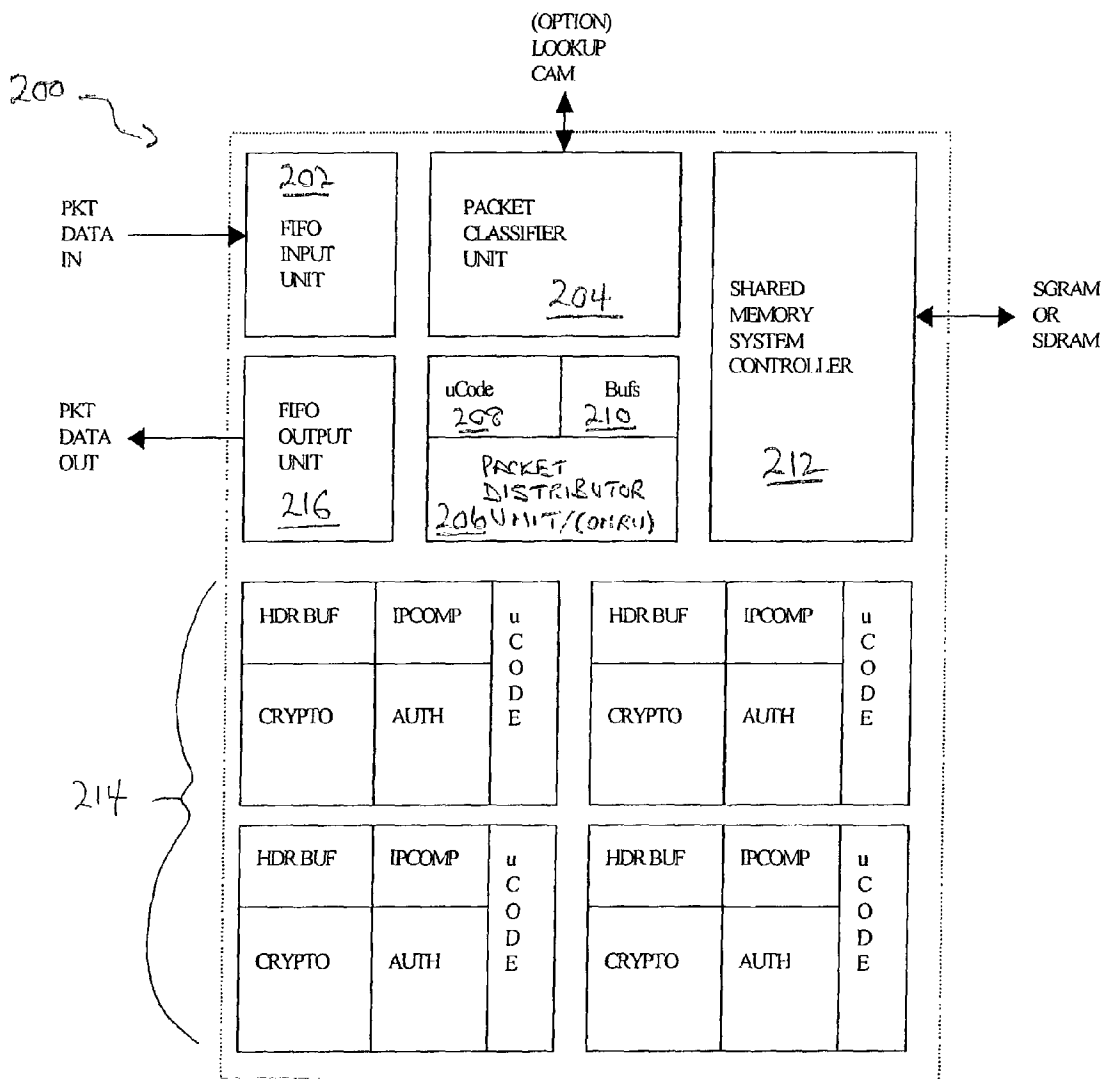 (OPTION)
LOOKUP
CAM
200
202
FIFO
INPUT
UNIT
PKT
DATA
IN
PACKET
CLASSIFIER
UNIT
204
SHARED
MEMORY
SYSTEM
CONTROLLER
212
SGRAM
OR
SDRAM
PKT
DATA
OUT
FIFO
OUTPUT
UNIT
216
uCode
208
Bufs
210
PACKET
DISTRIBUTOR
206 UNIT/
HDR BUF
IPCOMP
u
C
O
D
E
CRYPTO
AUTH
HDR BUF
IPCOMP
u
C
O
D
E
CRYPTO
AUTH
214
HDR BUF
IPCOMP
u
C
O
D
E
CRYPTO
AUTH
HDR BUF
IPCOMP
u
C
O
D
E
CRYPTO
AUTH